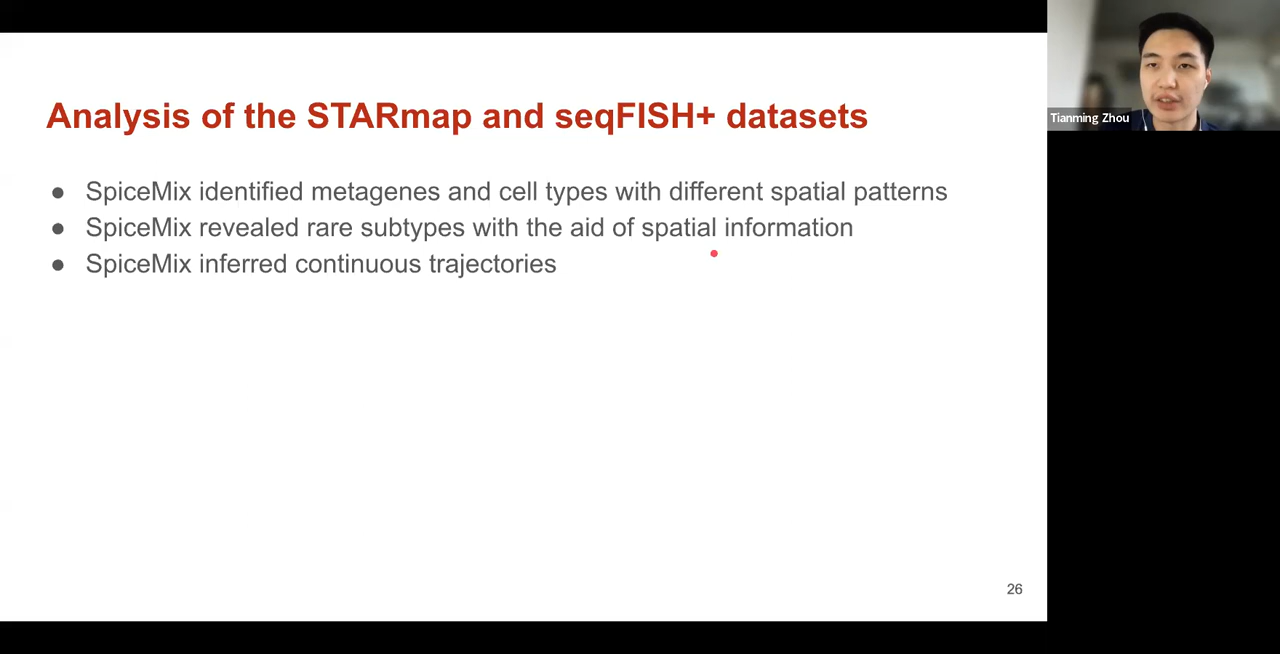 Analysis of the STARmap and seqFISH+ datasets
● SpiceMix identified metagenes and cell types with different spatial patterns
● SpiceMix revealed rare subtypes with the aid of spatial information
● SpiceMix inferred continuous trajectories
26
Tianming Zhou